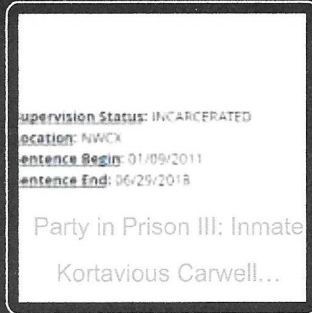 upervision Status: INCARCERATED
ocation: NWCX
entence Begin: 01/09/2011
entence End: 06/29/2018
Party in Prison III: Inmate
Kortavious Carwell...